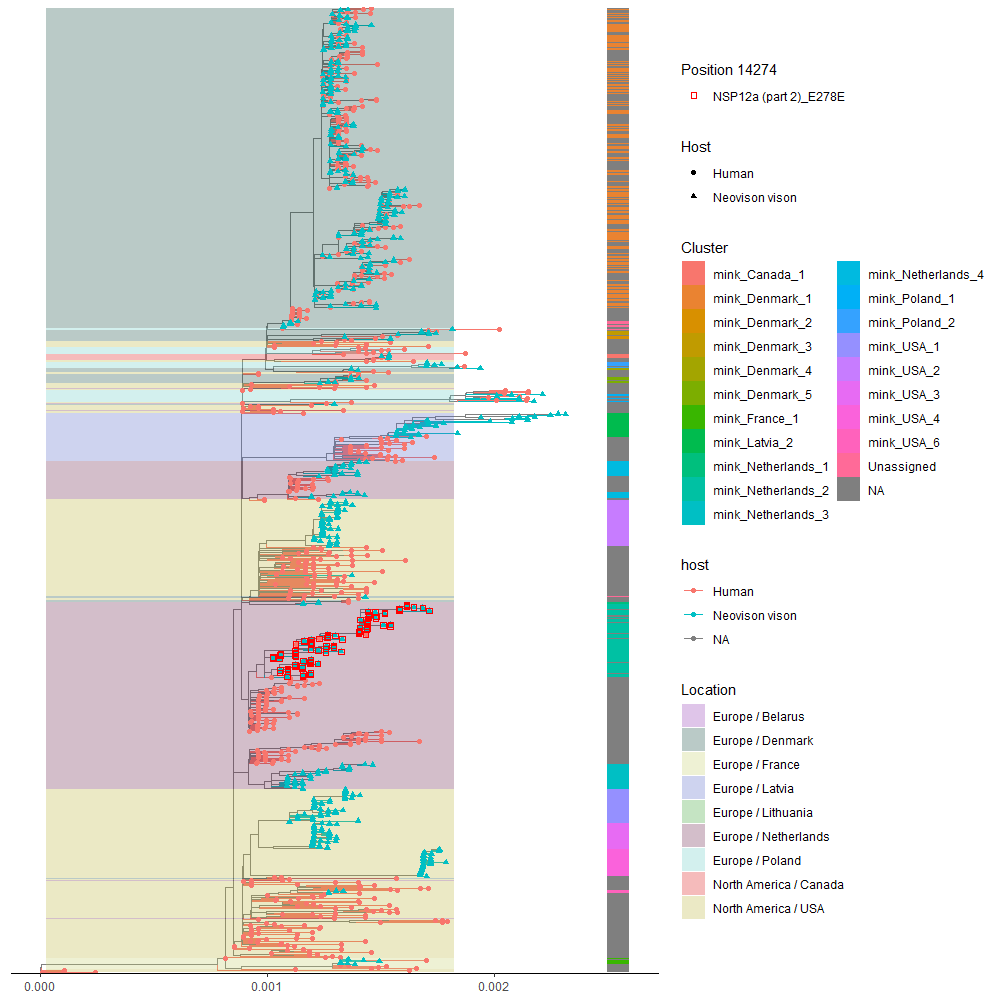 Position 14274
NSP12a (part 2)_E278E
Host
Human
Neovison vison
Cluster
mink_Canada_1
mink_Denmark_1
mink_Denmark_2
mink_Denmark_3
mink_Denmark_4
mink_Denmark_5
mink_France_1
mink_Latvia_2
mink_Netherlands_1
mink_Netherlands_2
mink_Netherlands_3
mink_Netherlands_4
mink_Poland_1
mink_Poland_2
mink_USA_1
mink_USA_2
mink_USA_3
mink_USA_4
mink_USA_6
Unassigned
NA
host
Human
Neovison vison
NA
Location
Europe / Belarus
Europe / Denmark
Europe / France
Europe / Latvia
Europe / Lithuania
Europe / Netherlands
Europe / Poland
North America / Canada
North America / USA
0.000
0.001
0.002